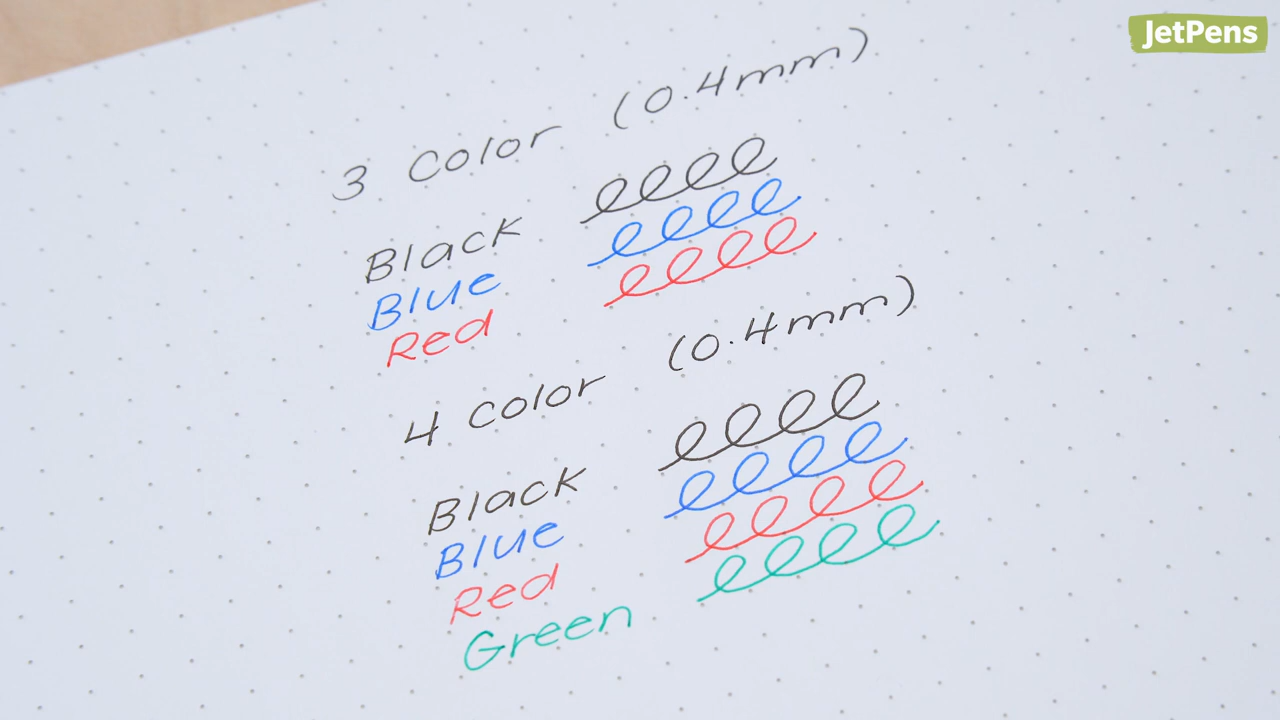 JetPens
3 Color (0.4mm)
Black
Blue
Red
4 color (0.4mm)
Black
Blue
Red
Green